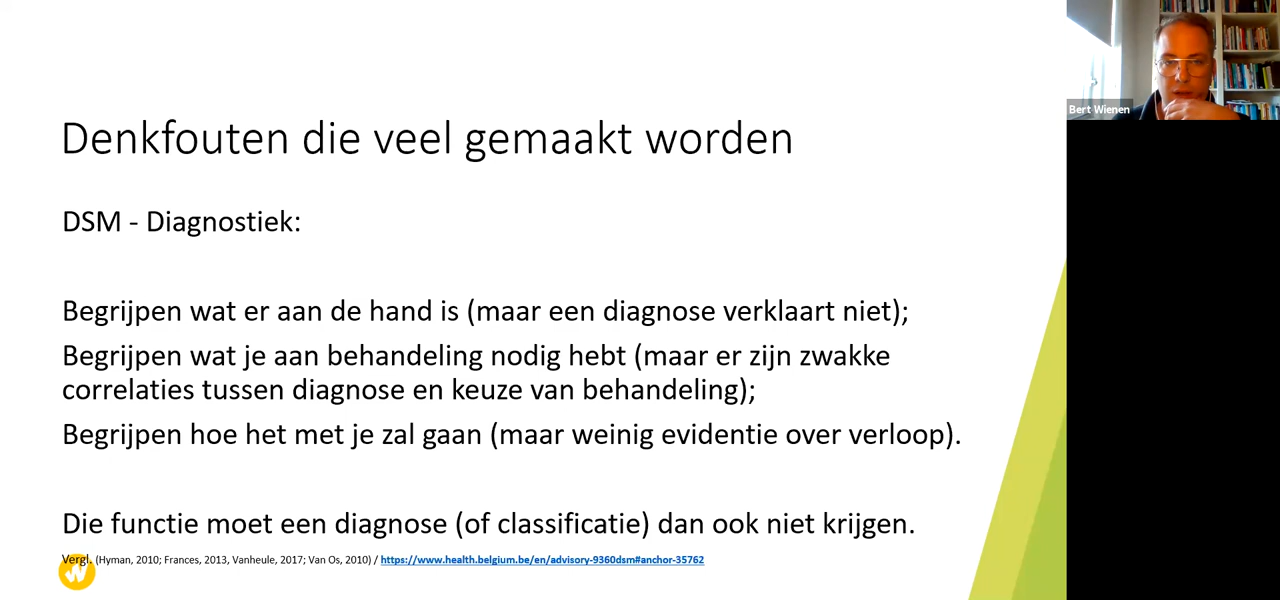 Bert Wienen
Denkfouten die veel gemaakt worden
DSM - Diagnostiek:
Begrijpen wat er aan de hand is (maar een diagnose verklaart niet);
Begrijpen wat je aan behandeling nodig hebt (maar er zijn zwakke
correlaties tussen diagnose en keuze van behandeling);
Begrijpen hoe het met je zal gaan (maar weinig evidentie over verloop).
Die functie moet een diagnose (of classificatie) dan ook niet krijgen.
Vergl. (Hyman, 2010; Frances, 2013, Vanheule, 2017; Van Os, 2010) / https://www.health.belgium.be/en/advisory-9360dsm#anchor-35762